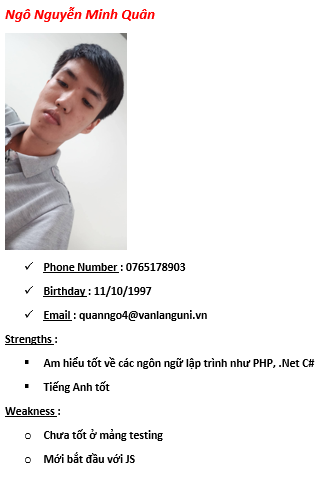 Ngô Nguyễn Minh Quân
Phone Number : 0765178903
Birthday : 11/10/1997
Email : quanngo4@vanlanguni.vn
Strengths :
Am hiểu tốt về các ngôn ngữ lập trình như PHP, .Net C#
Tiếng Anh tốt
Weakness :
Chưa tốt ở mảng testing
Mới bắt đầu với JS